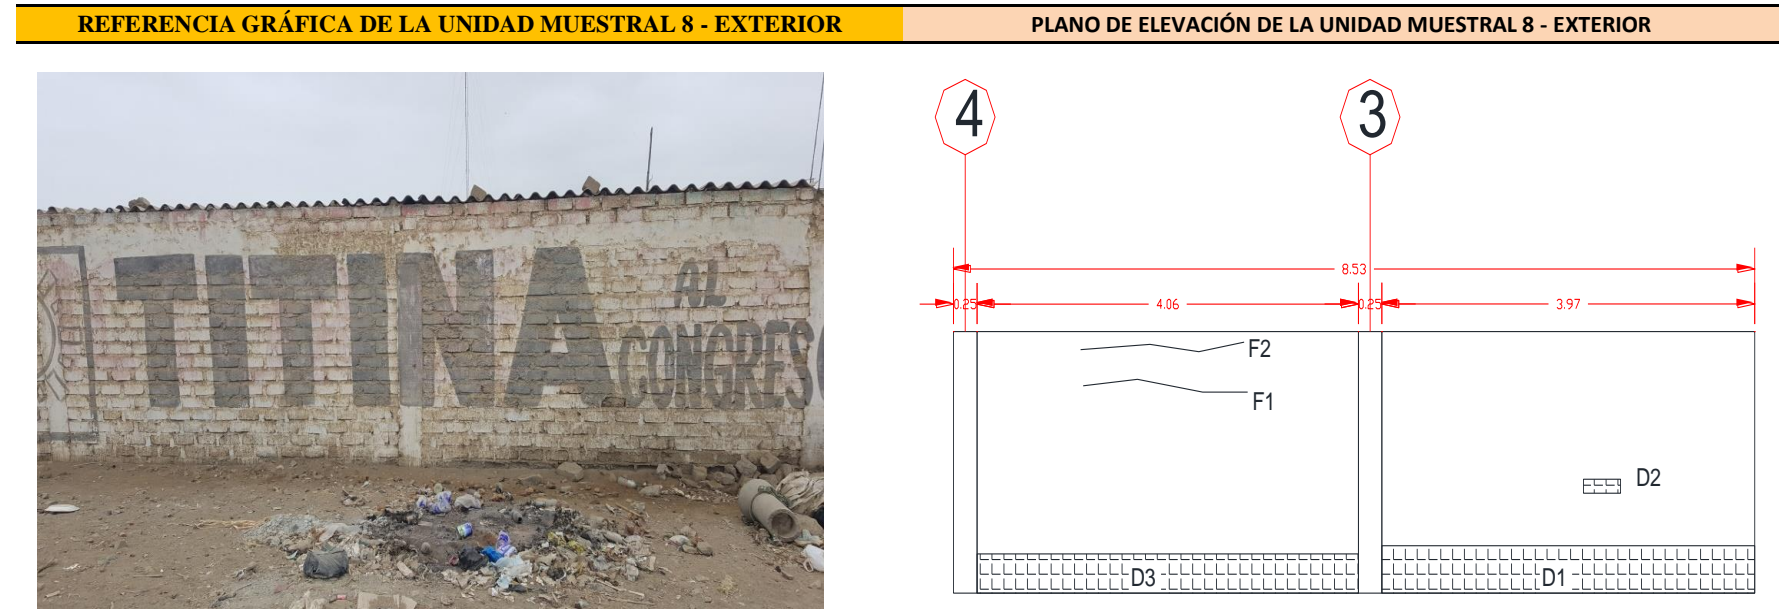 REFERENCIA GRÁFICA DE LA UNIDAD MUESTRAL 8 - EXTERIOR
PLANO DE ELEVACIÓN DE LA UNIDAD MUESTRAL 8 - EXTERIOR
TITINA
AL
CONGRESO
4
3
8.53
0.25
4.06
0.25
3.97
F2
F1
D2
D3
D1